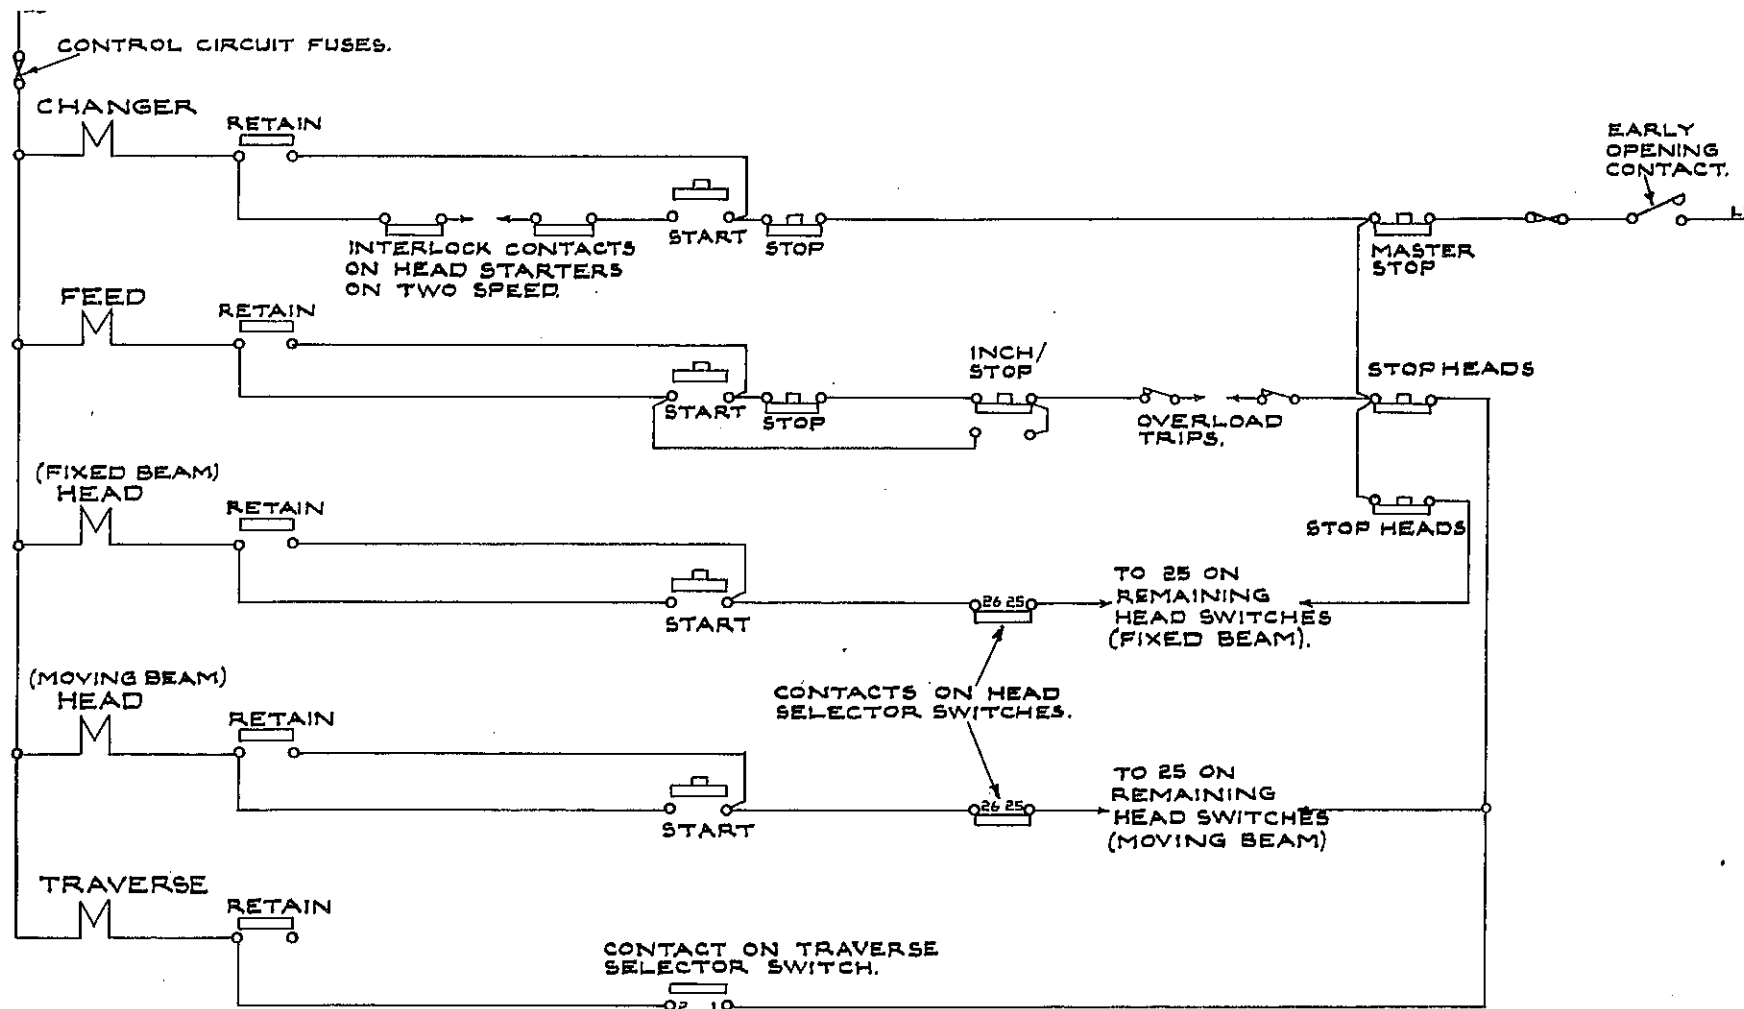 CONTROL CIRCUIT FUSES.
CHANGER
RETAIN
EARLY
OPENING
CONTACT.
START
STOP
MASTER
STOP
INTERLOCK CONTACTS
ON HEAD STARTERS
ON TWO SPEED.
FEED
RETAIN
INCH/
STOP
STOP HEADS
START
STOP
OVERLOAD
TRIPS.
(FIXED BEAM)
HEAD
RETAIN
STOP HEADS
START
26 25
TO 25 ON
REMAINING
HEAD SWITCHES
(FIXED BEAM).
CONTACTS ON HEAD
SELECTOR SWITCHES.
(MOVING BEAM)
HEAD
RETAIN
START
26 25
TO 25 ON
REMAINING
HEAD SWITCHES
(MOVING BEAM)
TRAVERSE
RETAIN
CONTACT ON TRAVERSE
SELECTOR SWITCH.
2 1